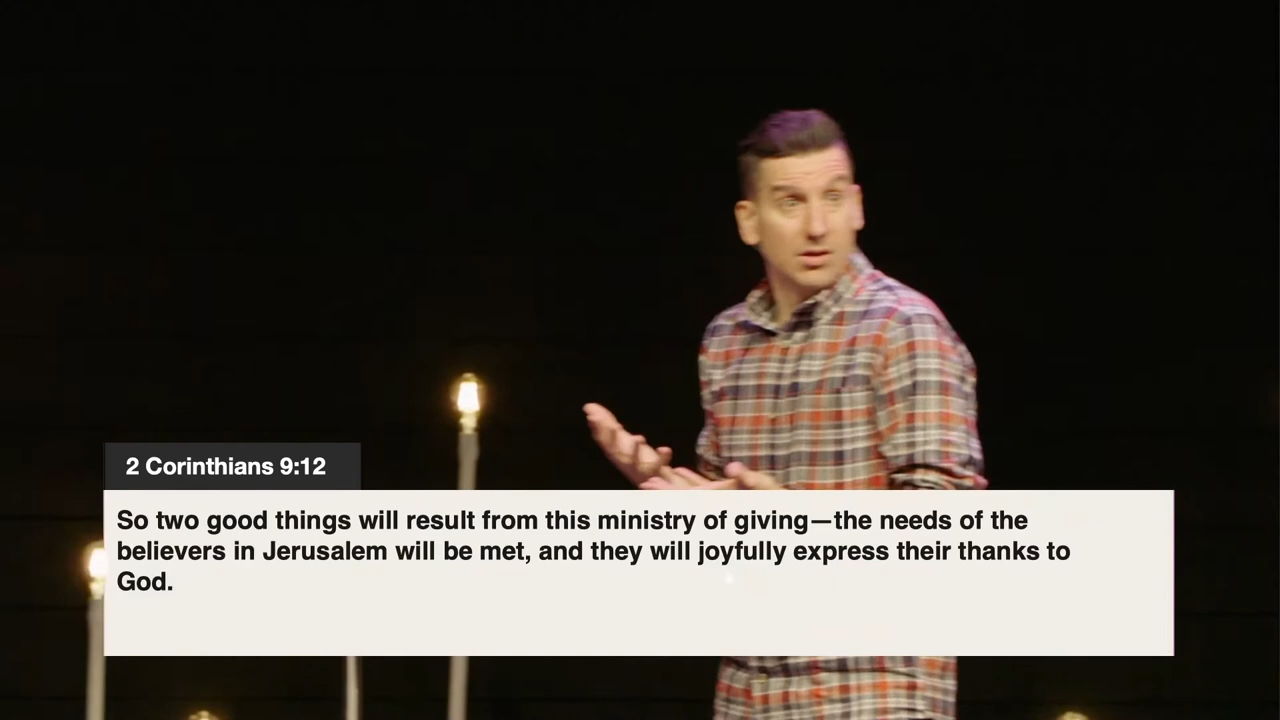 2 Corinthians 9:12
So two good things will result from this ministry of giving—the needs of the
believers in Jerusalem will be met, and they will joyfully express their thanks to
God.